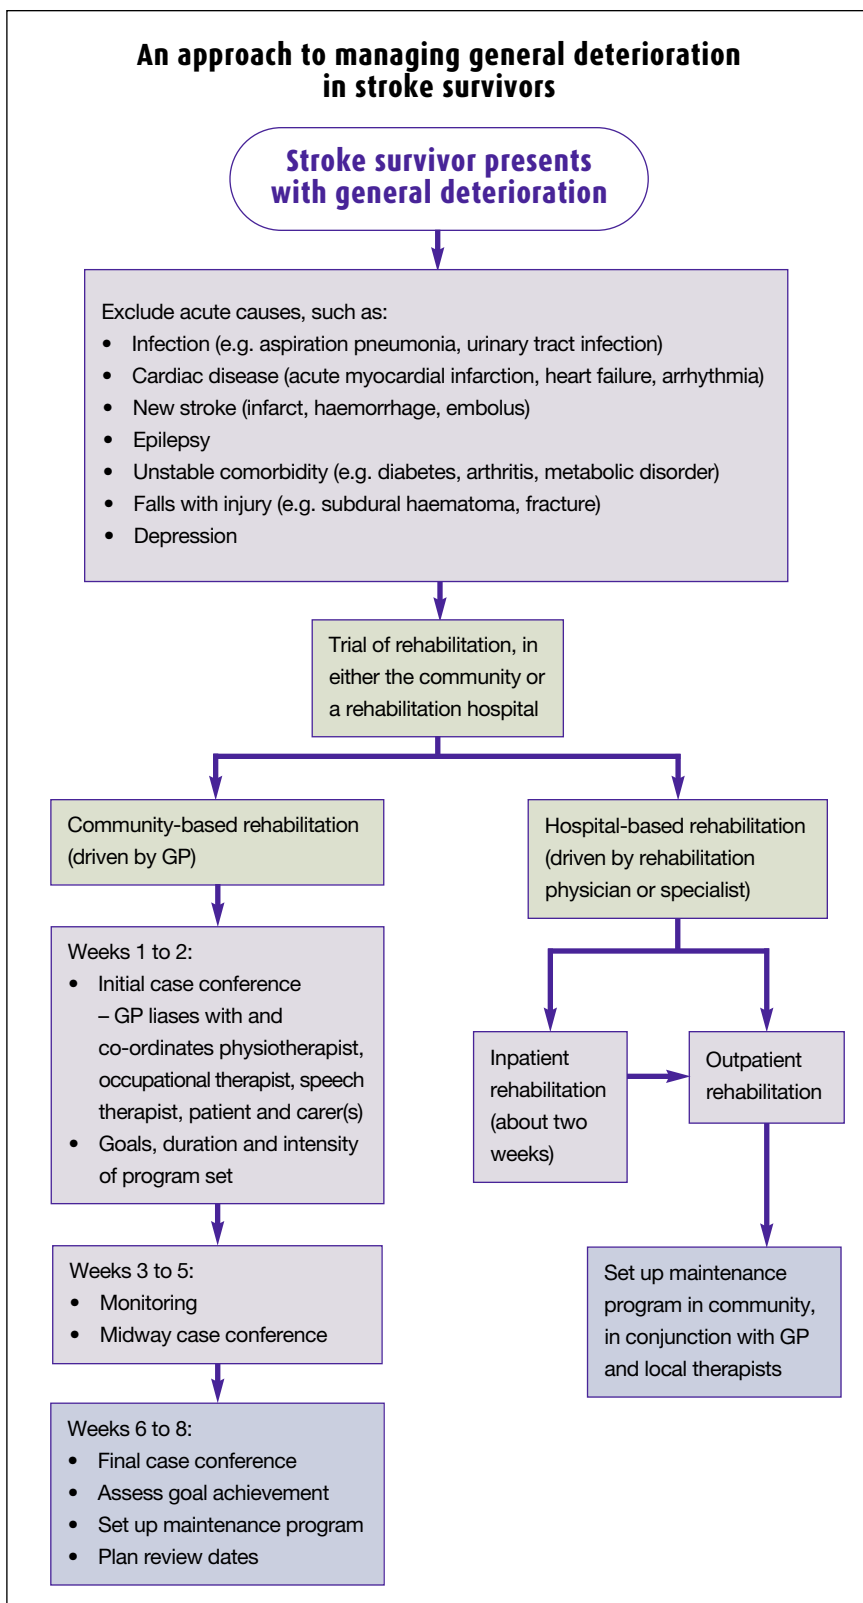 An approach to managing general deterioration
in stroke survivors
Stroke survivor presents
with general deterioration
Exclude acute causes, such as:
• Infection (e.g. aspiration pneumonia, urinary tract infection)
• Cardiac disease (acute myocardial infarction, heart failure, arrhythmia)
• New stroke (infarct, haemorrhage, embolus)
• Epilepsy
• Unstable comorbidity (e.g. diabetes, arthritis, metabolic disorder)
• Falls with injury (e.g. subdural haematoma, fracture)
• Depression
Trial of rehabilitation, in
either the community or
a rehabilitation hospital
Community-based rehabilitation
(driven by GP)
Weeks 1 to 2:
• Initial case conference
– GP liases with and
co-ordinates physiotherapist,
occupational therapist, speech
therapist, patient and carer(s)
• Goals, duration and intensity
of program set
Weeks 3 to 5:
• Monitoring
• Midway case conference
Weeks 6 to 8:
• Final case conference
• Assess goal achievement
• Set up maintenance program
• Plan review dates
Hospital-based rehabilitation
(driven by rehabilitation
physician or specialist)
Inpatient
rehabilitation
(about two
weeks)
Outpatient
rehabilitation
Set up maintenance
program in community,
in conjunction with GP
and local therapists